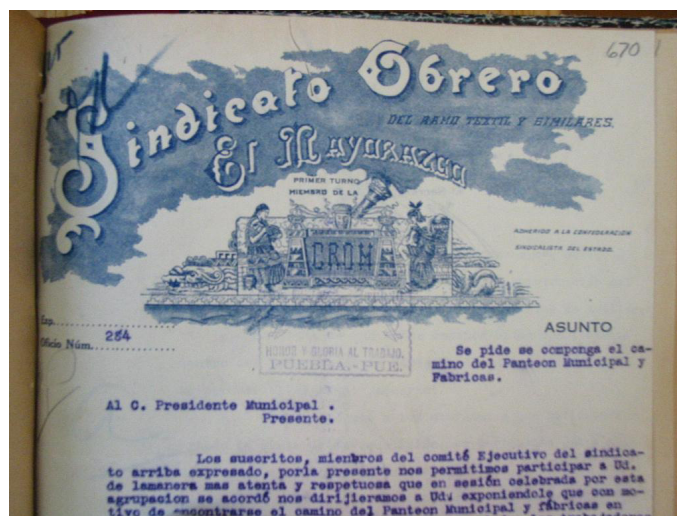 670
Sindicato Obrero
DEL RAMO TEXTIL Y SIMILARES.
El Mayorazgo
PRIMER TURNO
MIEMBRO DE LA
CROM
ADHERIDO A LA CONFEDERACION
SINDICALISTA DEL ESTADO.
Exp.
Oficio Núm. 284
HONOR Y GLORIA AL TRABAJO.
PUEBLA.-PUE.
ASUNTO
Se pide se componga el ca-
mino del Panteon Municipal y
Fabricas.
Al C. Presidente Municipal .
Presente.
Los suscritos, miembros del comité Ejecutivo del sindica-
to arriba expresado, porla presente nos permitimos participar a Ud.
de lamanera mas atenta y respetuosa que en sesión celebrada por esta
agrupacion se acordó nos dirijieramos a Ud. exponiendole que con mo-
tivo de encontrarse el camino del Panteon Municipal y fábricas en